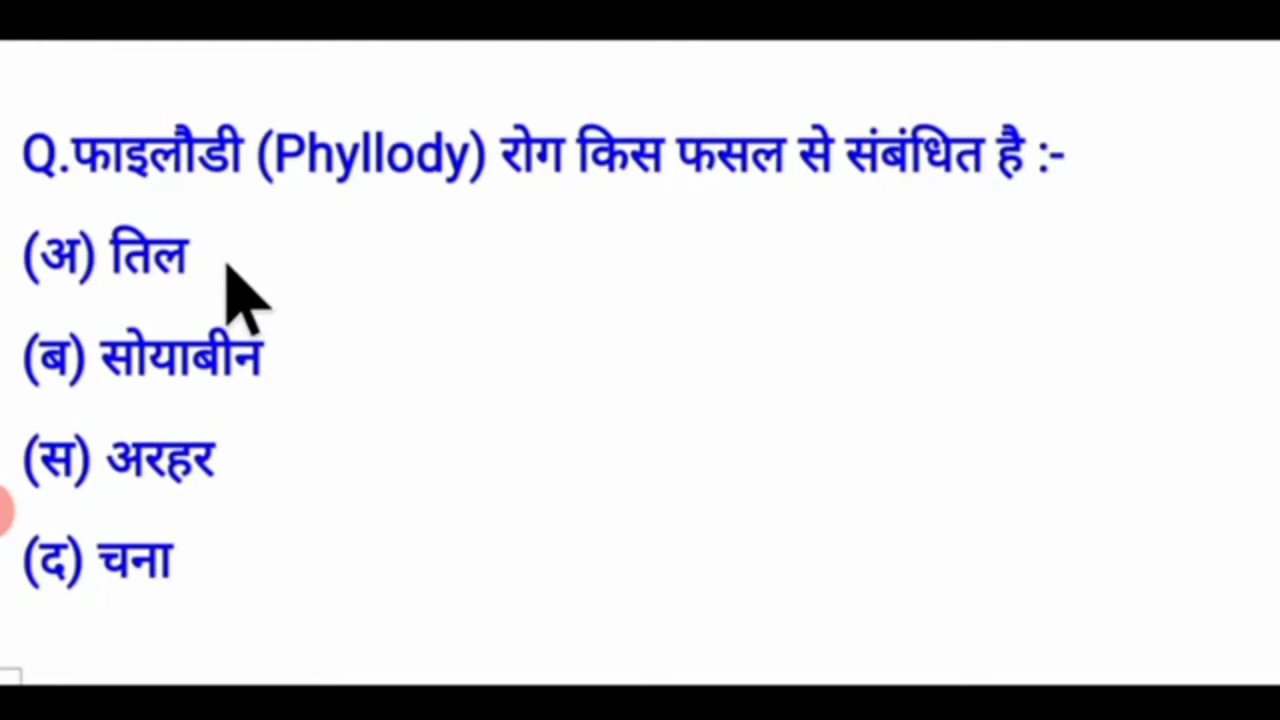 Q.फाइलौडी (Phyllody) रोग किस फसल से संबंधित है :-
(अ) तिल
(ब) सोयाबीन
(स) अरहर
(द) चना